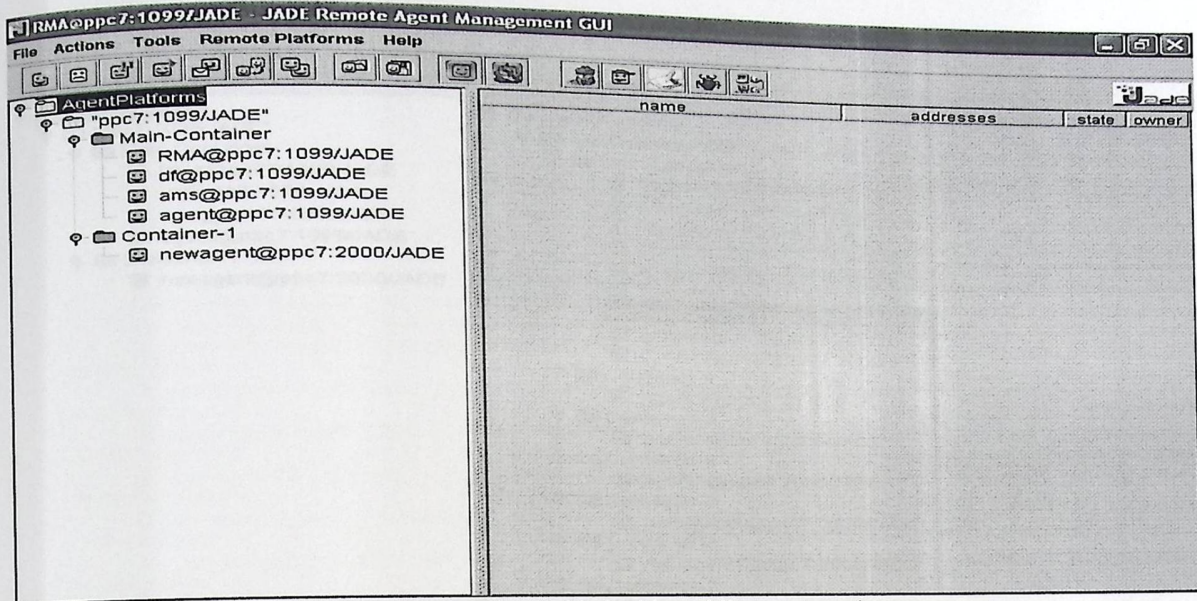 RMA@ppc7:1099/JADE - JADE Remote Agent Management GUI
File Actions Tools Remote Platforms Help
Jade
AgentPlatforms
"ppc7:1099/JADE"
Main-Container
RMA@ppc7:1099/JADE
df@ppc7:1099/JADE
ams@ppc7:1099/JADE
agent@ppc7:1099/JADE
Container-1
newagent@ppc7:2000/JADE
name addresses state owner